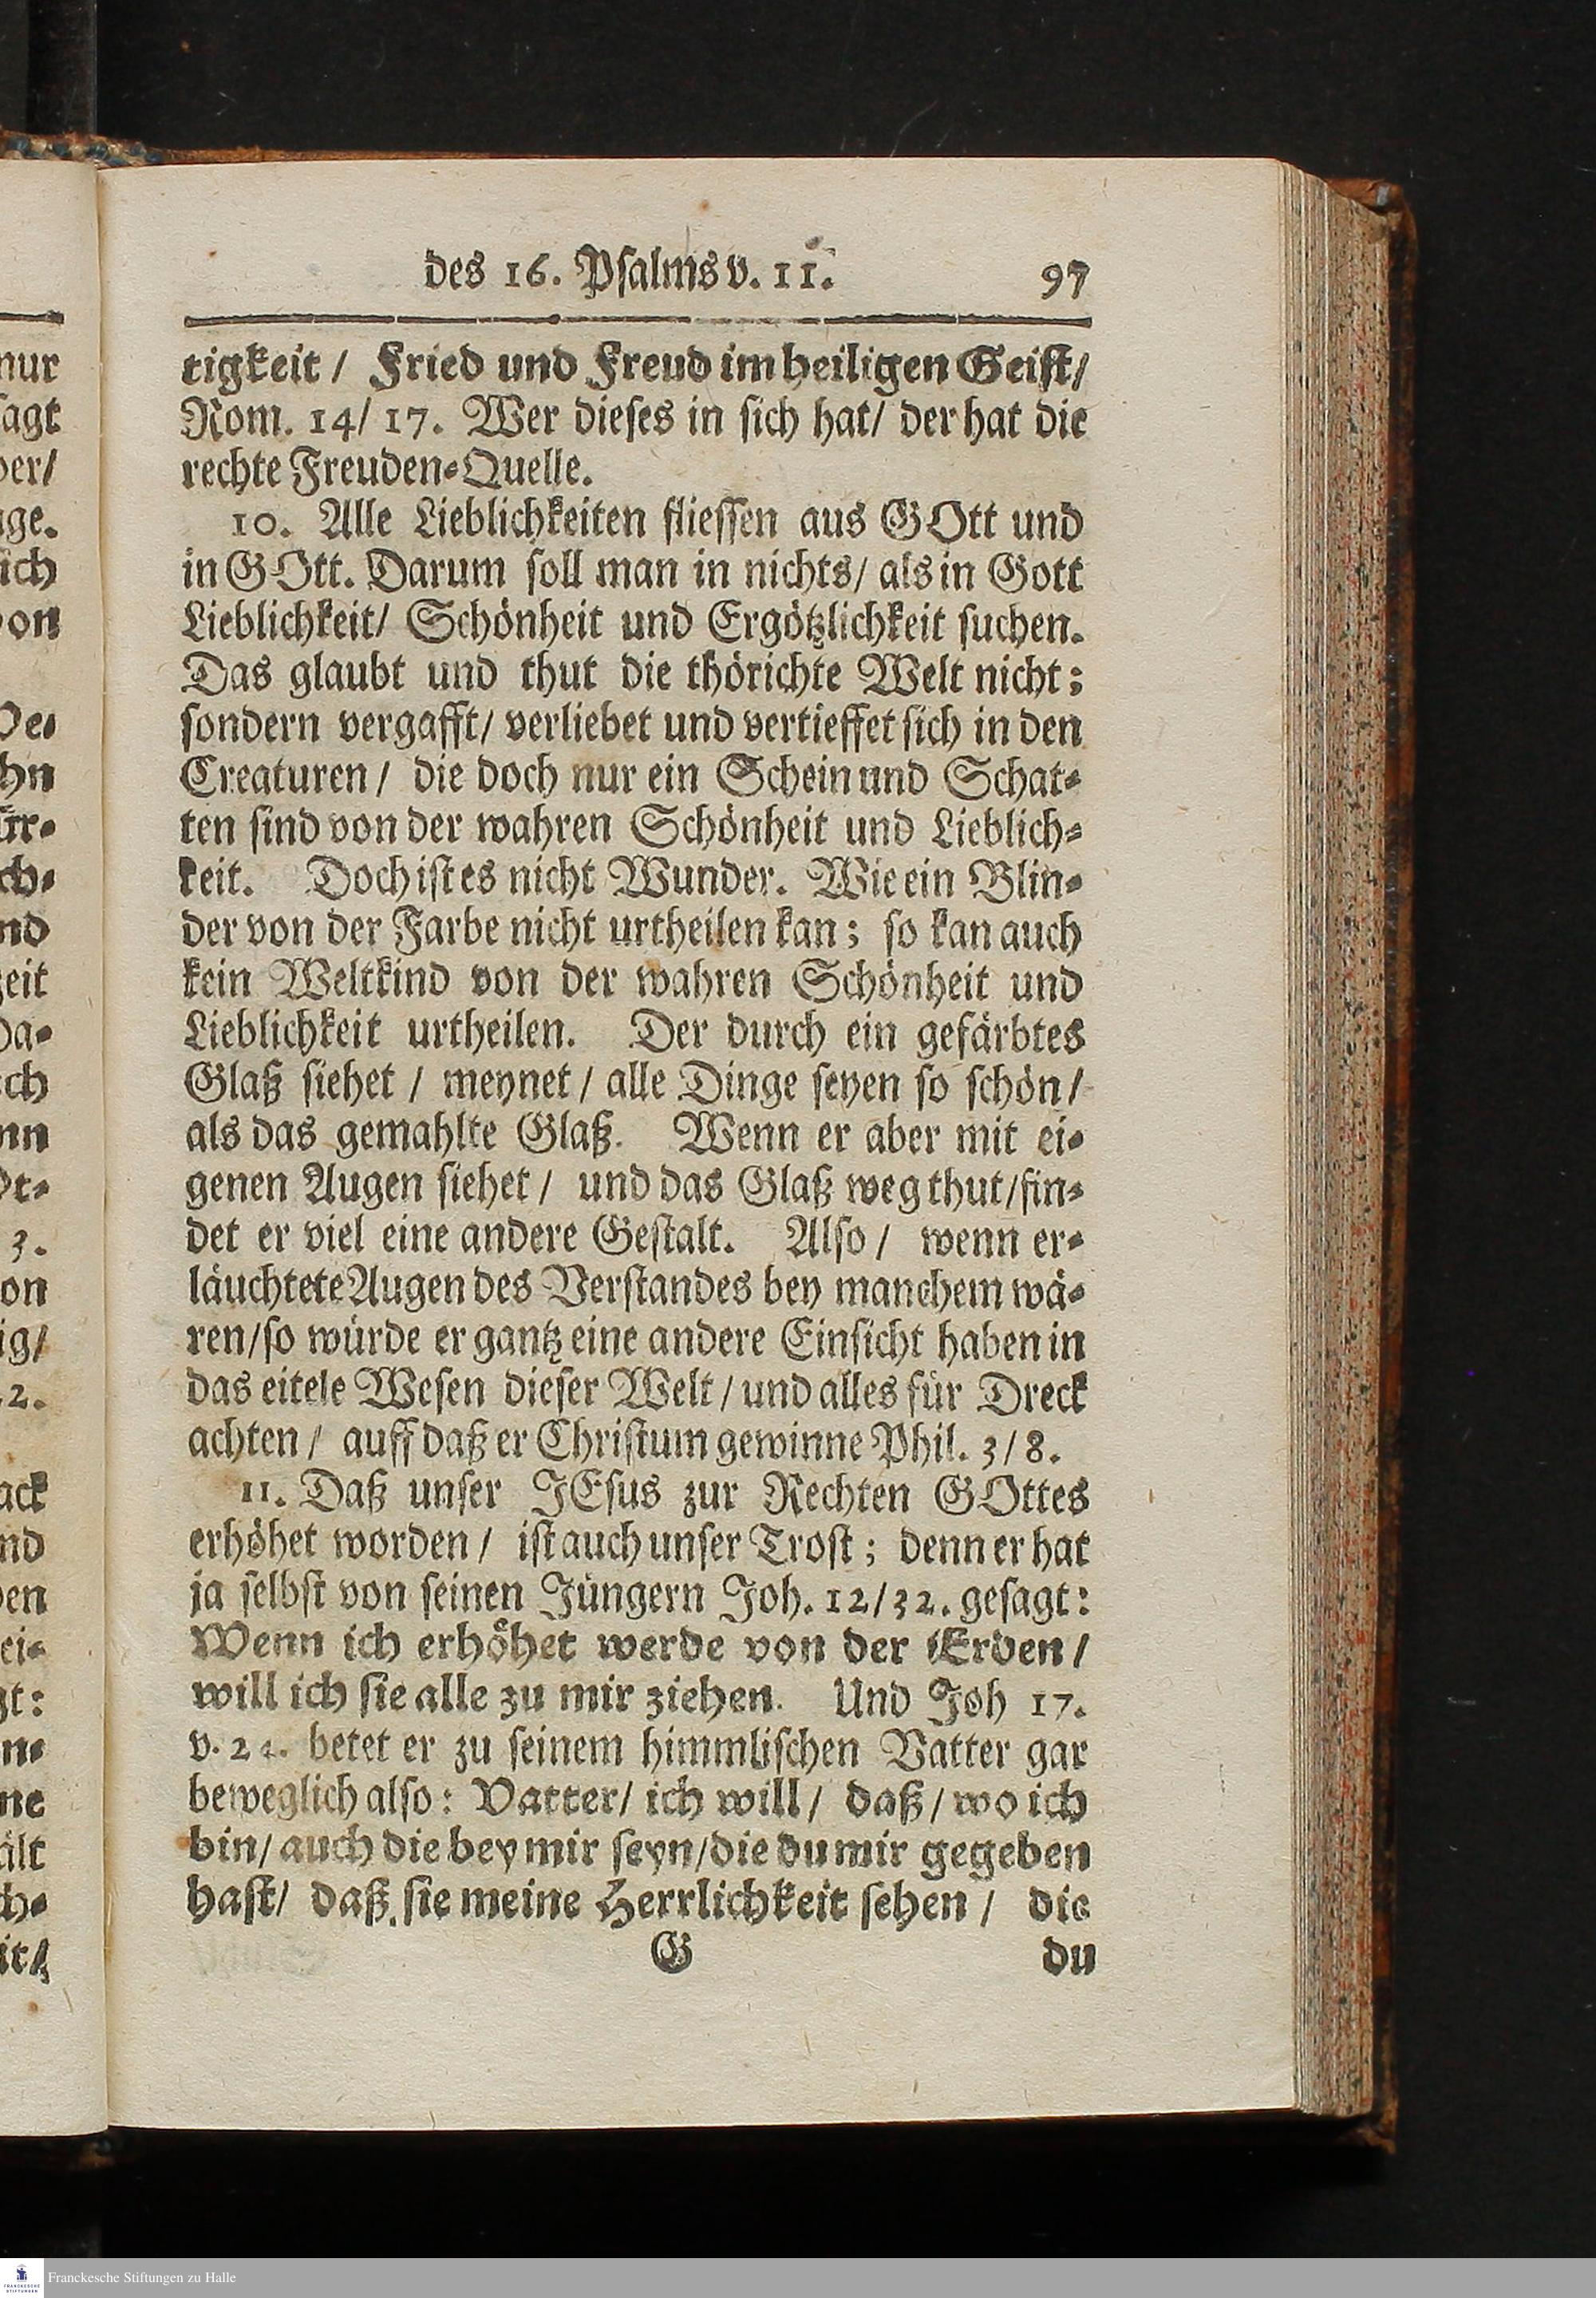 des 16. Psalms v. 11. 97
tigkeit / Fried und Freud im heiligen Geist /
Rom. 14 / 17. Wer dieses in sich hat / der hat die
rechte Freuden-Quelle.
10. Alle Lieblichkeiten fliessen aus GOtt und
in GOtt. Darum soll man in nichts / als in Gott
Lieblichkeit / Schönheit und Ergötzlichkeit suchen.
Das glaubt und thut die thörichte Welt nicht;
sondern vergafft / verliebet und vertieffet sich in den
Creaturen / die doch nur ein Schein und Schat-
ten sind von der wahren Schönheit und Lieblich-
keit. Doch ist es nicht Wunder. Wie ein Blin-
der von der Farbe nicht urtheilen kan; so kan auch
kein Weltkind von der wahren Schönheit und
Lieblichkeit urtheilen. Der durch ein gefärbtes
Glaß siehet / meynet / alle Dinge seyen so schön /
als das gemahlte Glaß. Wenn er aber mit ei-
genen Augen siehet / und das Glaß weg thut / fin-
det er viel eine andere Gestalt. Also / wenn er-
läuchtete Augen des Verstandes bey manchem wä-
ren / so würde er gantz eine andere Einsicht haben in
das eitele Wesen dieser Welt / und alles für Dreck
achten / auff daß er Christum gewinne Phil. 3 / 8.
11. Daß unser JEsus zur Rechten GOttes
erhöhet worden / ist auch unser Trost; denn er hat
ja selbst von seinen Jüngern Joh. 12 / 32. gesagt:
Wenn ich erhöhet werde von der Erden /
will ich sie alle zu mir ziehen. Und Joh 17.
v. betet er zu seinem himmlischen Vatter gar
beweglich also: Vatter / ich will / daß / wo ich
bin / auch die bey mir seyn / die du mir gegeben
hast / daß sie meine Herrlichkeit sehen / die
G du
Franckesche Stiftungen zu Halle